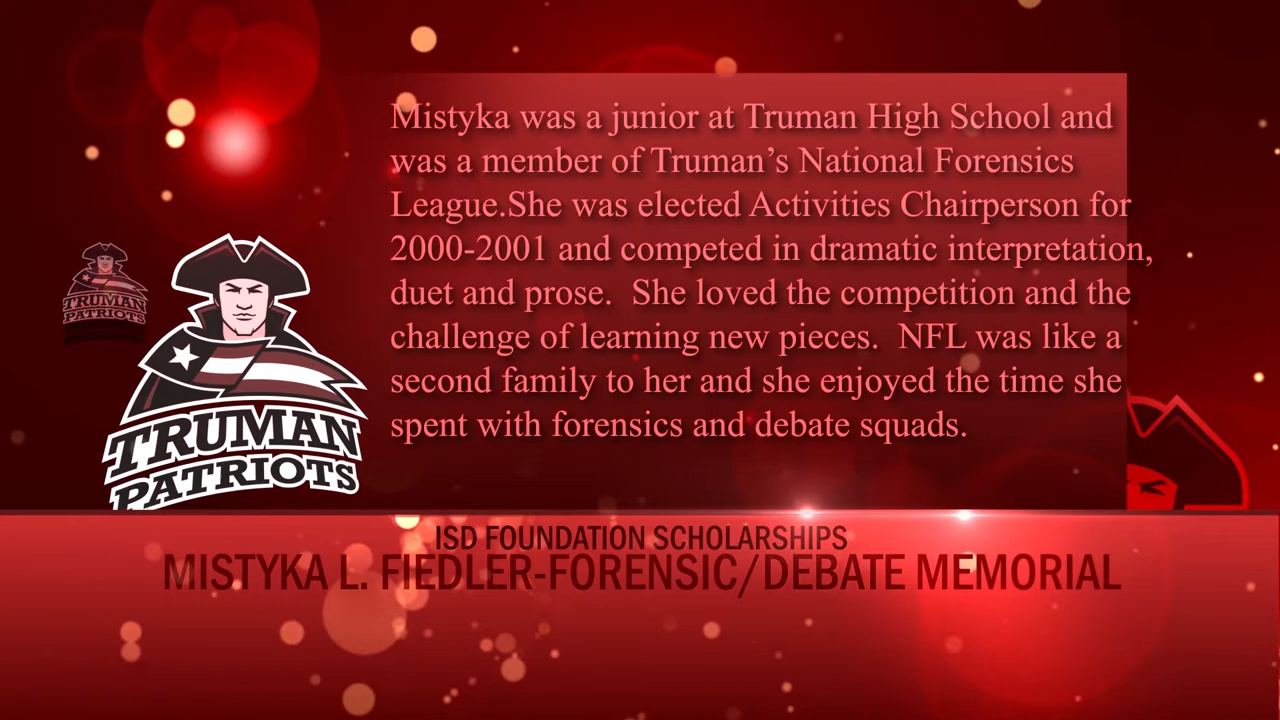 Mistyka was a junior at Truman High School and
was a member of Truman’s National Forensics
League.She was elected Activities Chairperson for
2000-2001 and competed in dramatic interpretation,
duet and prose.  She loved the competition and the
challenge of learning new pieces.  NFL was like a
second family to her and she enjoyed the time she
spent with forensics and debate squads.
TRUMAN
PATRIOTS
TRUMAN
PATRIOTS
ISD FOUNDATION SCHOLARSHIPS
MISTYKA L. FIEDLER-FORENSIC/DEBATE MEMORIAL